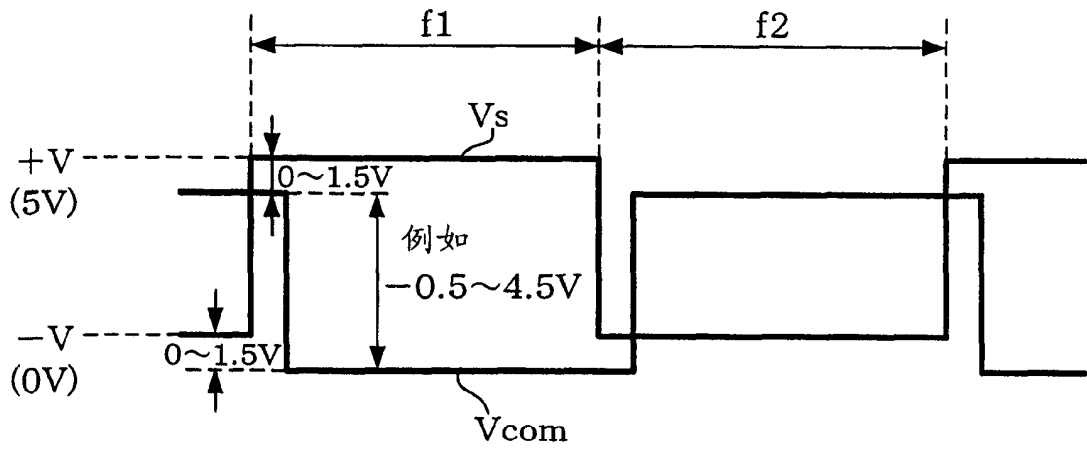 f1
f2
Vs
+V
(5V)
0～1.5V
例如
−0.5～4.5V
−V
(0V)
0～1.5V
Vcom